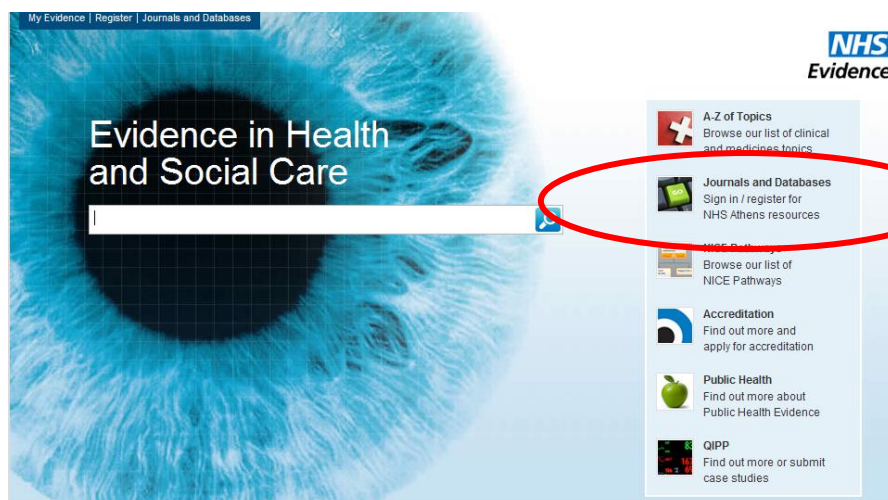 My Evidence | Register | Journals and Databases
NHS
Evidence
Evidence in Health
and Social Care
A-Z of Topics
Browse our list of clinical
and medicines topics
Journals and Databases
Sign in / register for
NHS Athens resources
GO
NICE Pathways
Browse our list of
NICE Pathways
Accreditation
Find out more and
apply for accreditation
Public Health
Find out more about
Public Health Evidence
QIPP
Find out more or submit
case studies